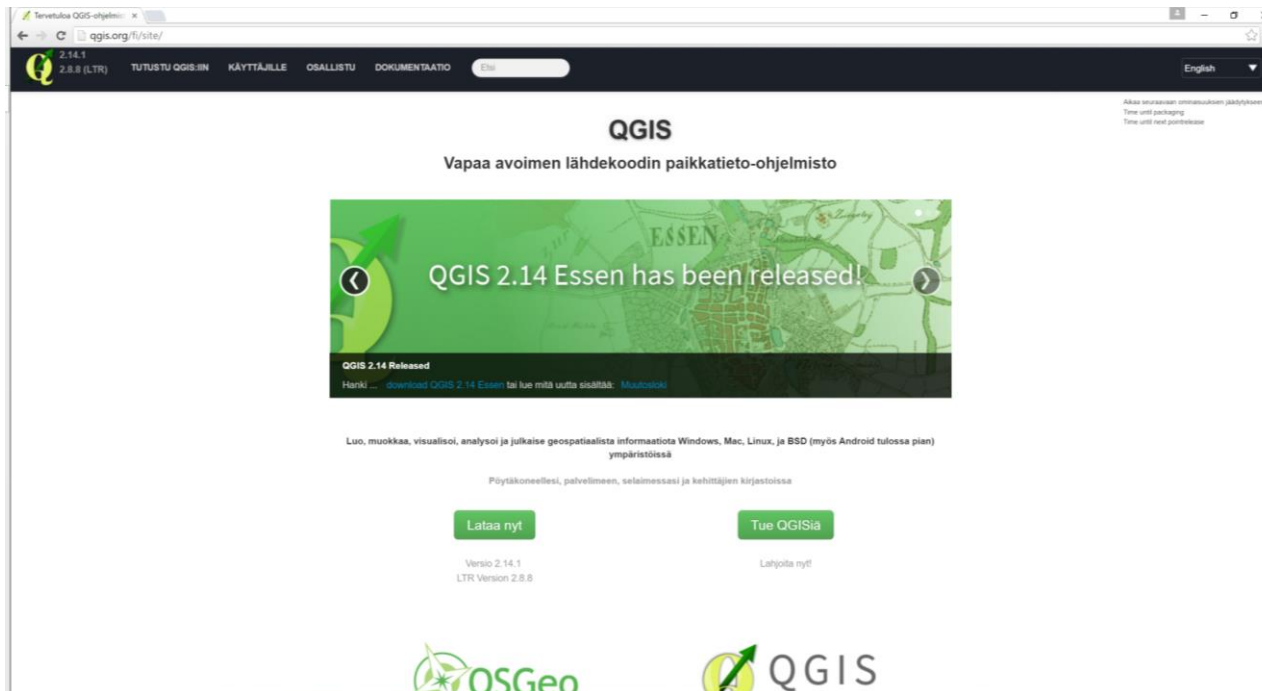 Tervetuloa QGIS-ohjelmis
qgis.org/fi/site/
2.14.1
2.8.8 (LTR)
TUTUSTU QGIS:IIN KÄYTTÄJILLE OSALLISTU DOKUMENTAATIO Etsi English
Aikaa seuraavaan ominaisuuksien jäädytykseen
Time until packaging:
Time until next pointrelease
QGIS
Vapaa avoimen lähdekoodin paikkatieto-ohjelmisto
ESSEN
QGIS 2.14 Essen has been released!
QGIS 2.14 Released
Hanki ... download QGIS 2.14 Essen tai lue mitä uutta sisältää: Muutosloki
Luo, muokkaa, visualisoi, analysoi ja julkaise geospatiaalista informaatiota Windows, Mac, Linux, ja BSD (myös Android tulossa pian)
ympäristöissä
Pöytäkoneellesi, palvelimeen, selaimessasi ja kehittäjien kirjastoissa
Lataa nyt Tue QGISiä
Versio 2.14.1 Lahjoita nyt!
LTR Version 2.8.8
OSGeo QGIS